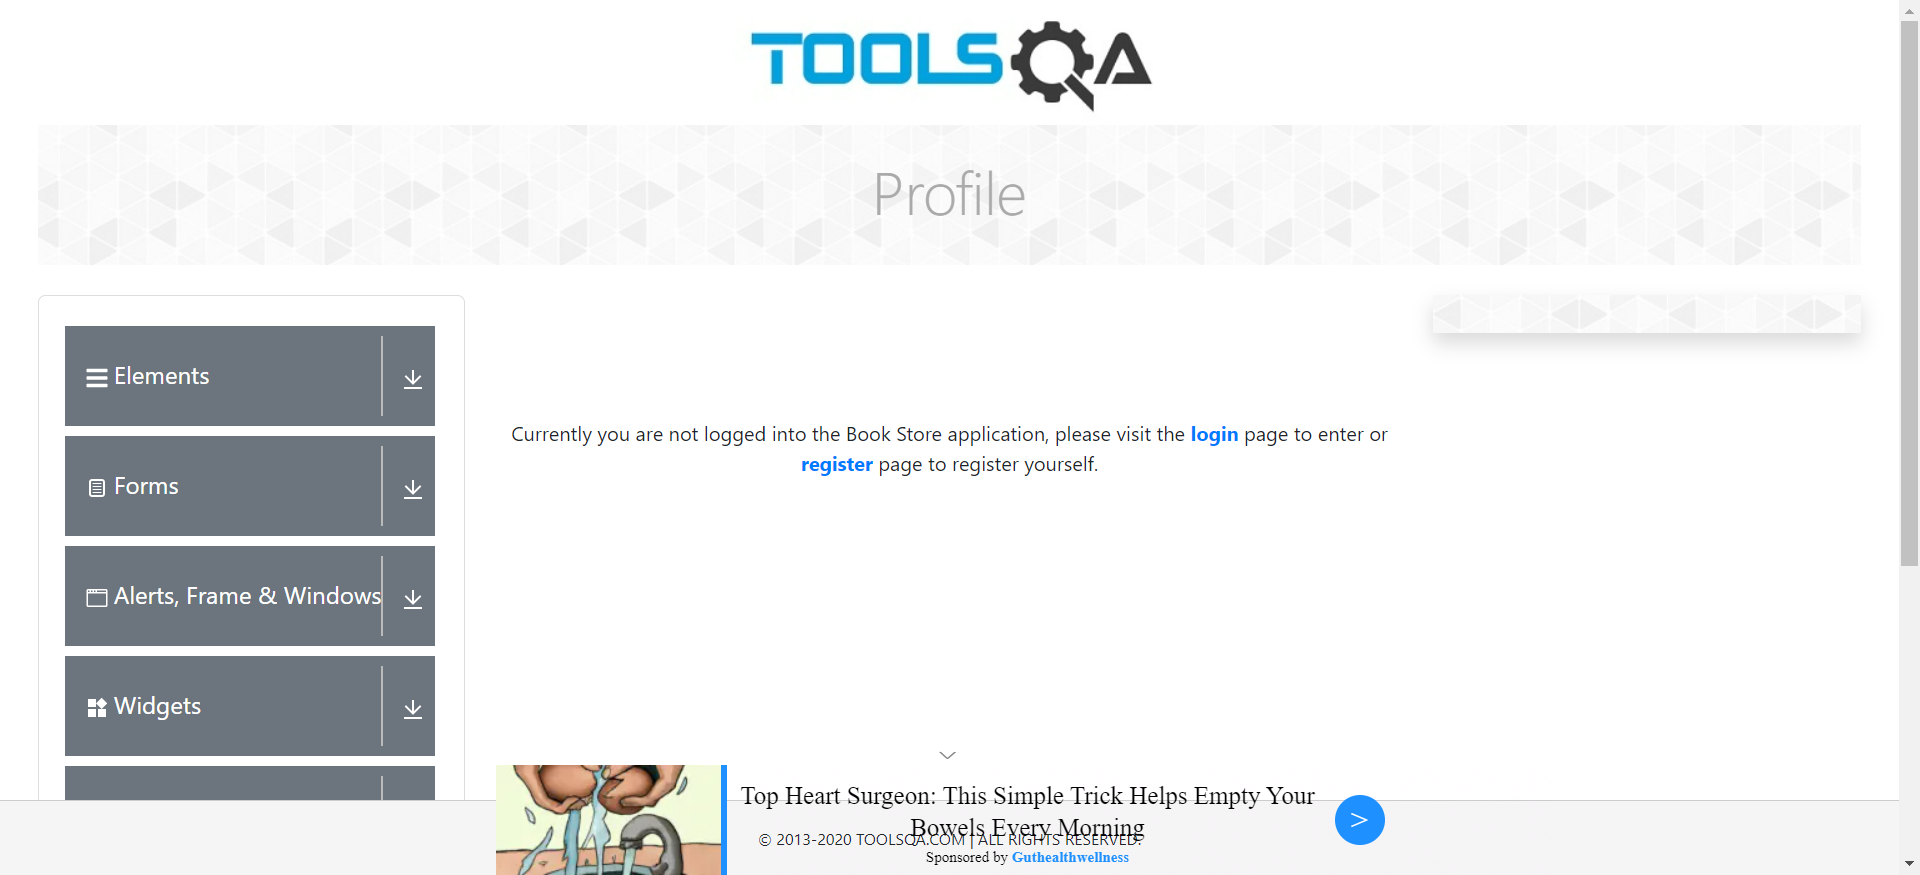 TOOLSQA
Profile
Elements
Forms
Alerts, Frame & Windows
Widgets
Currently you are not logged into the Book Store application, please visit the login page to enter or
register page to register yourself.
Top Heart Surgeon: This Simple Trick Helps Empty Your
Bowels Every Morning
© 2013-2020 TOOLSQA.COM | ALL RIGHTS RESERVED.
Sponsored by Guthealthwellness
>